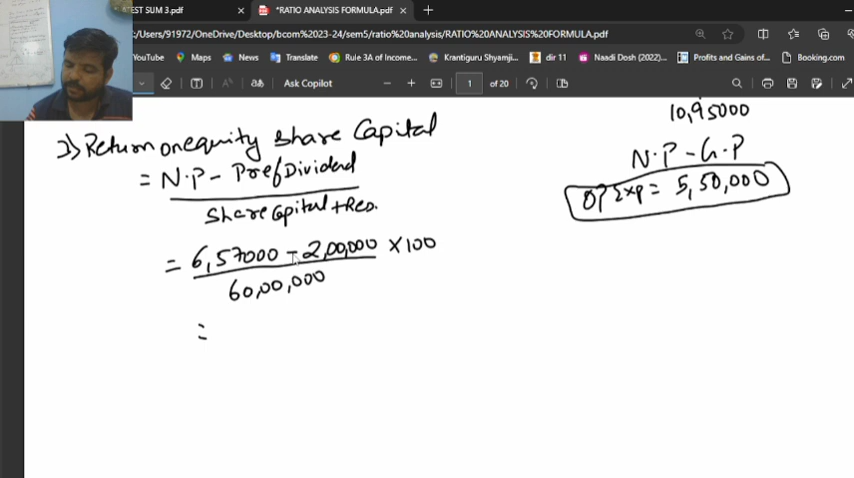 TEST SUM 3.pdf
*RATIO ANALYSIS FORMULA.pdf
:/Users/91972/OneDrive/Desktop/bcom%2023-24/sem5/ratio%20analysis/RATIO%20ANALYSIS%20FORMULA.pdf
YouTube Maps News Translate Rule 3A of Income... Krantiguru Shyamji... dir 11 Naadi Dosh (2022)... Profits and Gains of... Booking.com
Ask Copilot 1 of 20
10,95000
Return on equity Share Capital
N.P - G.P
= N.P - Pref Dividend
OP Exp = 5,50,000
Share Capital + Res.
= 6,57000 - 2,00,000 × 100
60,00,000
=